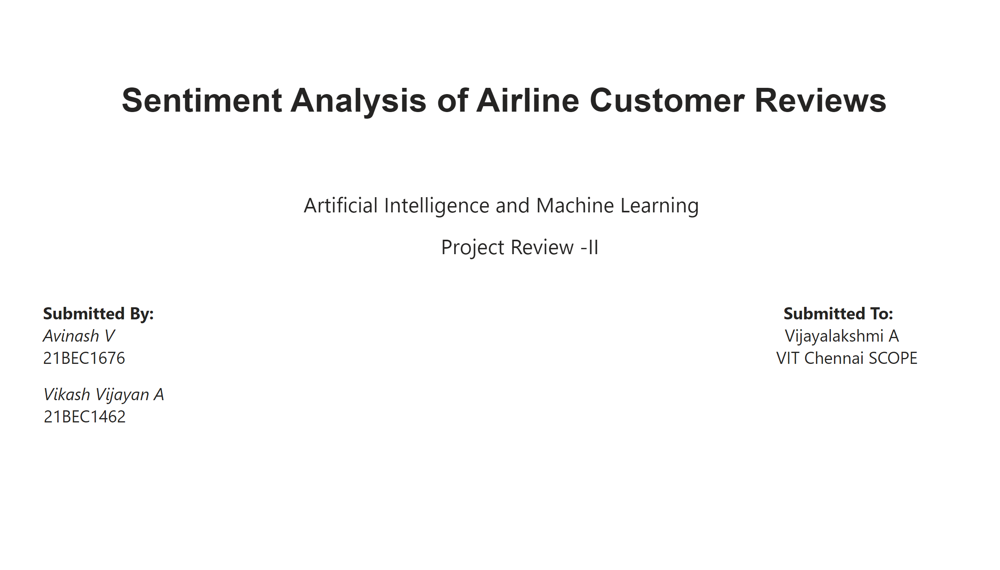 Sentiment Analysis of Airline Customer Reviews
Artificial Intelligence and Machine Learning
Project Review -II
Submitted By:
Avinash V
21BEC1676
Vikash Vijayan A
21BEC1462
Submitted To:
Vijayalakshmi A
VIT Chennai SCOPE